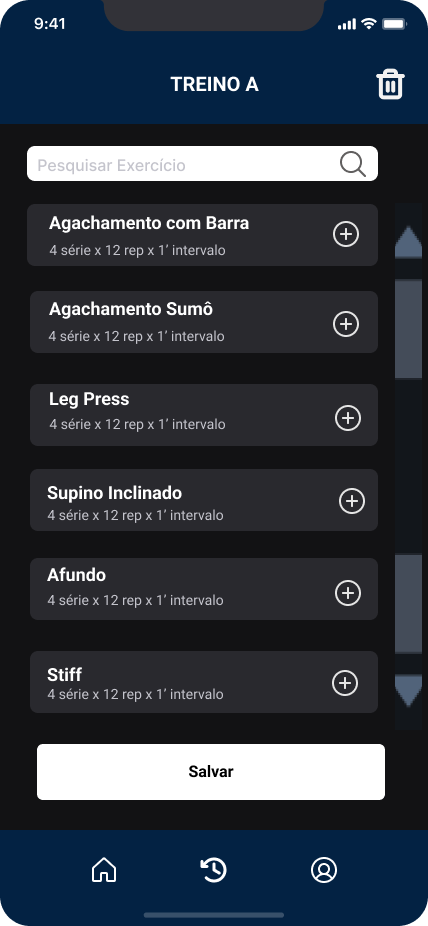 9:41
TREINO A
Pesquisar Exercício
Agachamento com Barra
4 série x 12 rep x 1’ intervalo
Agachamento Sumô
4 série x 12 rep x 1’ intervalo
Leg Press
4 série x 12 rep x 1’ intervalo
Supino Inclinado
4 série x 12 rep x 1’ intervalo
Afundo
4 série x 12 rep x 1’ intervalo
Stiff
4 série x 12 rep x 1’ intervalo
Salvar